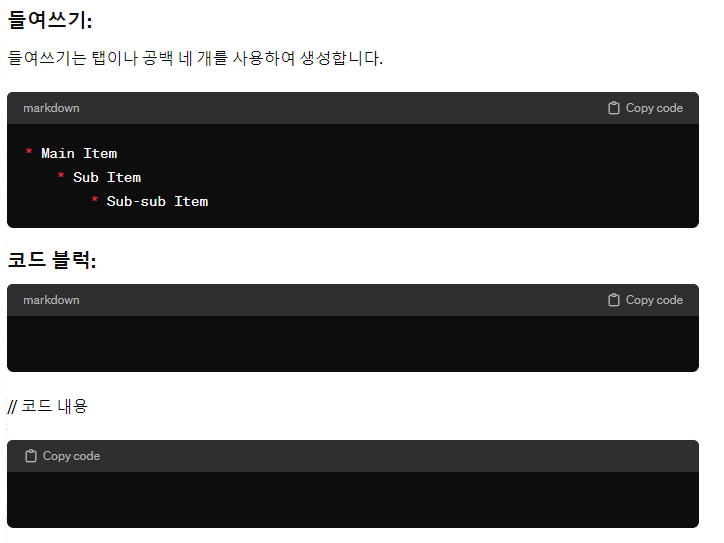 들여쓰기:
들여쓰기는 탭이나 공백 네 개를 사용하여 생성합니다.
markdown Copy code
* Main Item
* Sub Item
* Sub-sub Item
코드 블럭:
markdown Copy code
// 코드 내용
Copy code